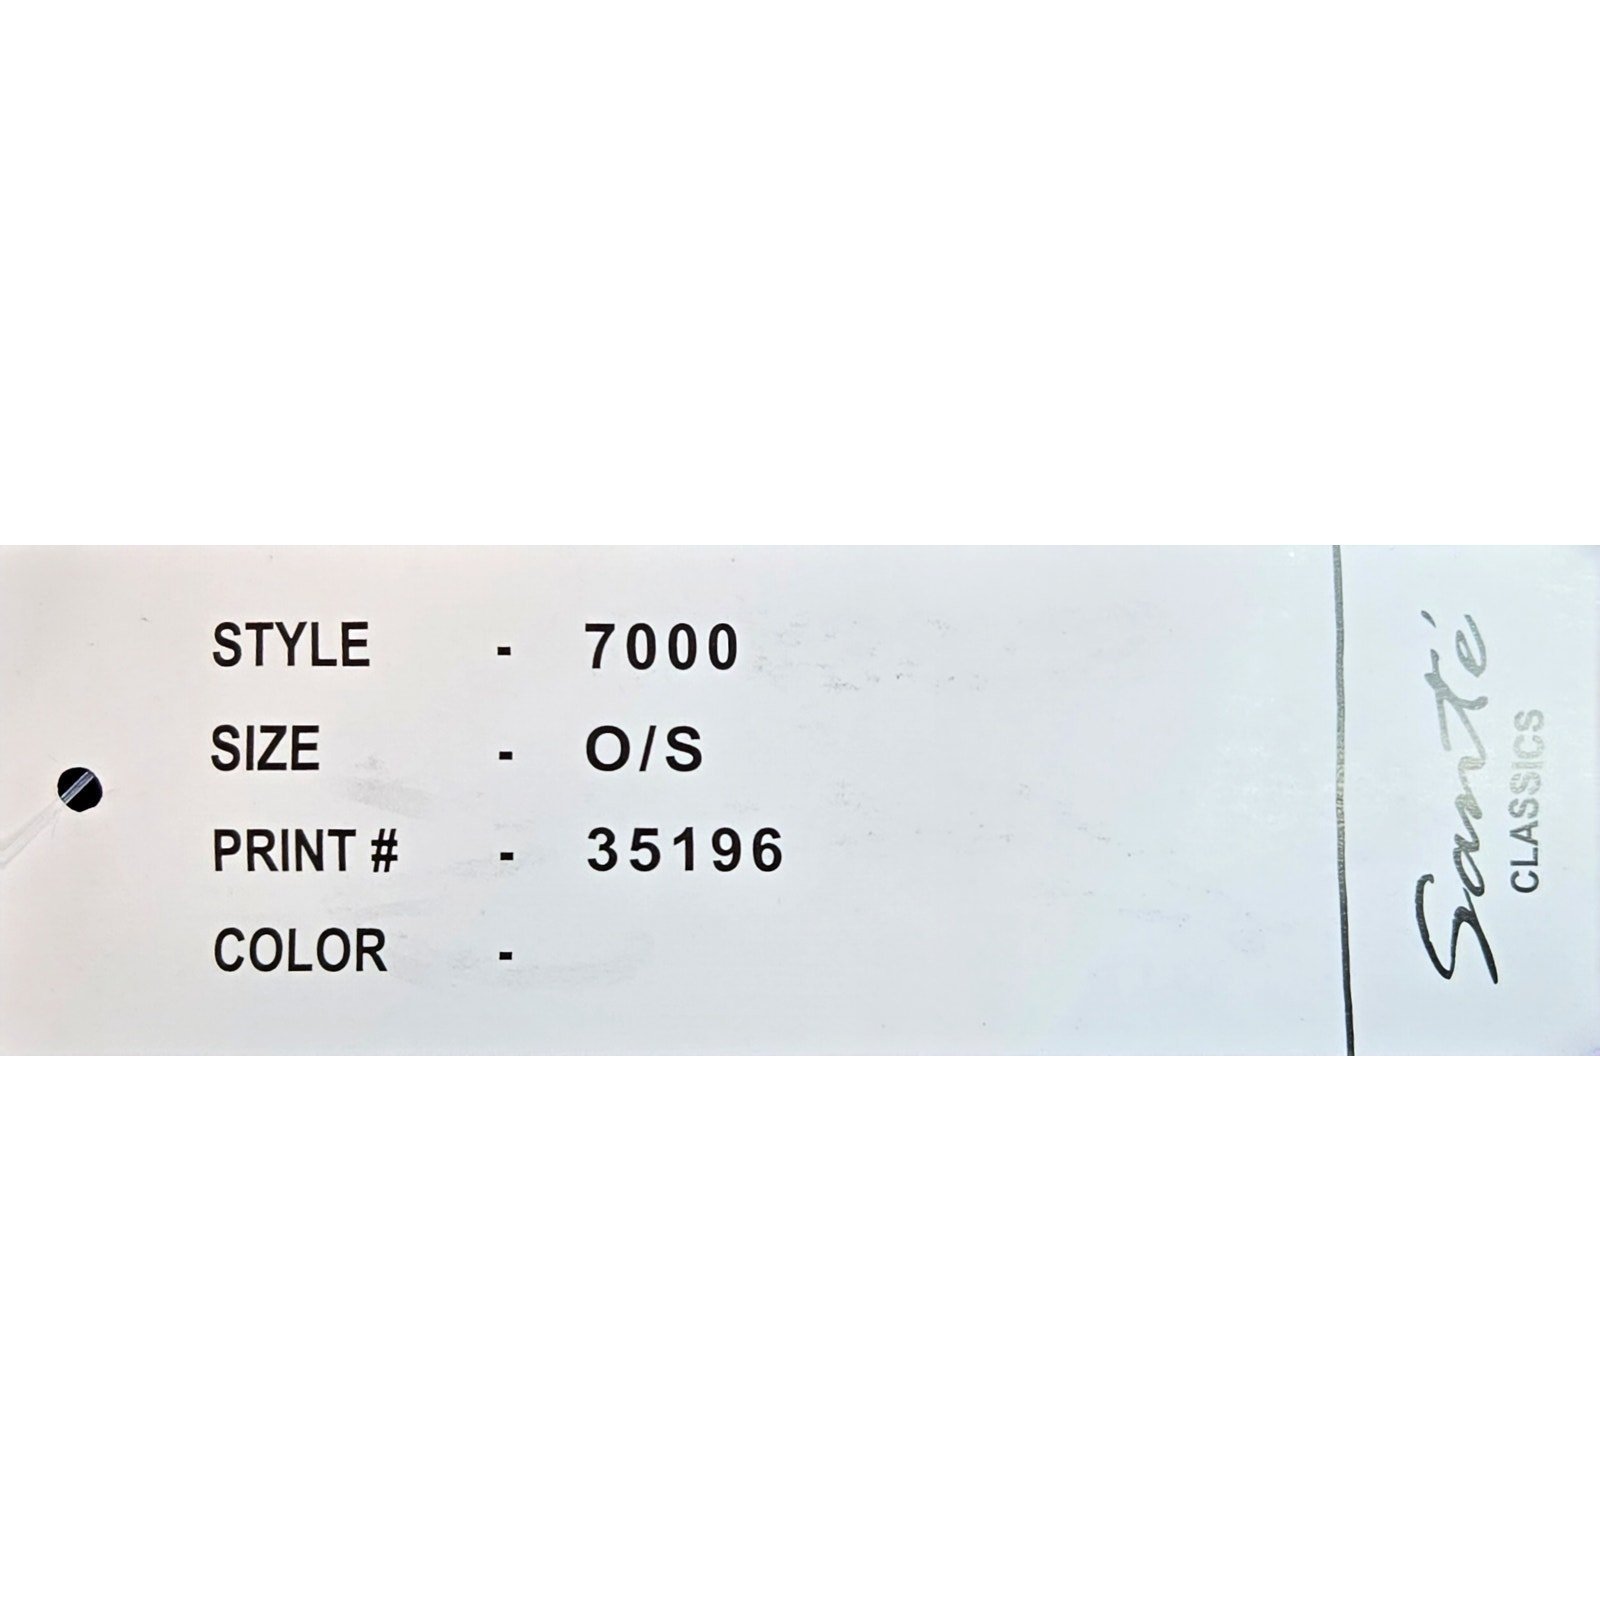 STYLE - 7000
SIZE - O/S
PRINT # - 35196
COLOR -
Santé
CLASSICS